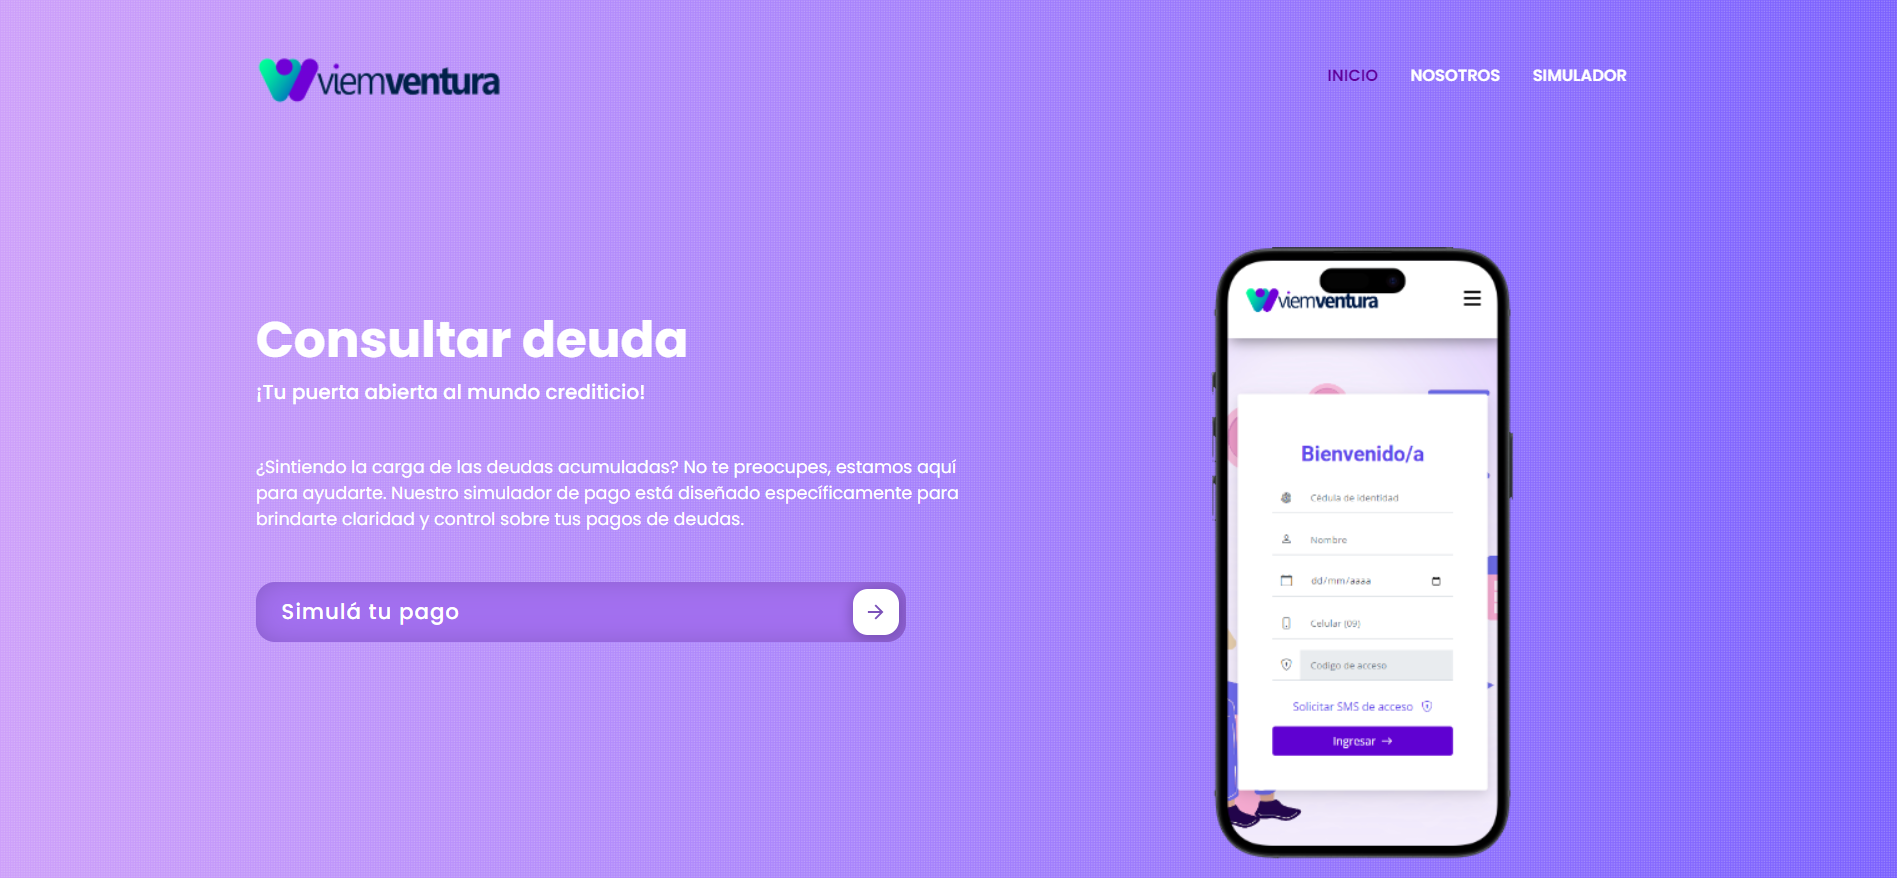 viemventura
INICIO NOSOTROS SIMULADOR
Consultar deuda
¡Tu puerta abierta al mundo crediticio!
¿Sintiendo la carga de las deudas acumuladas? No te preocupes, estamos aquí
para ayudarte. Nuestro simulador de pago está diseñado específicamente para
brindarte claridad y control sobre tus pagos de deudas.
Simulá tu pago
viemventura
Bienvenido/a
Cédula de identidad
Nombre
dd/mm/aaaa
Celular (09)
Codigo de acceso
Solicitar SMS de acceso
Ingresar